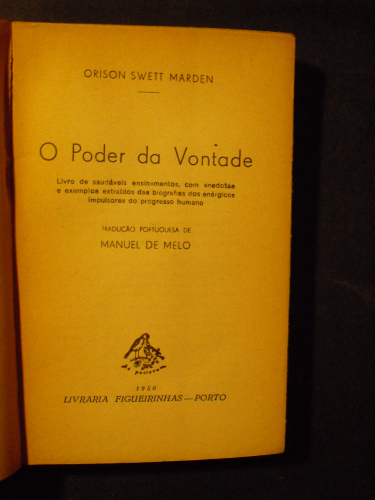 ORISON SWETT MARDEN
O Poder da Vontade
Livro de saudáveis ensinamentos, com anedotas
e exemplos extraídos das biografias dos enérgicos
impulsores do progresso humano
TRADUÇÃO PORTUGUESA DE
MANUEL DE MELO
1950
LIVRARIA FIGUEIRINHAS — PORTO